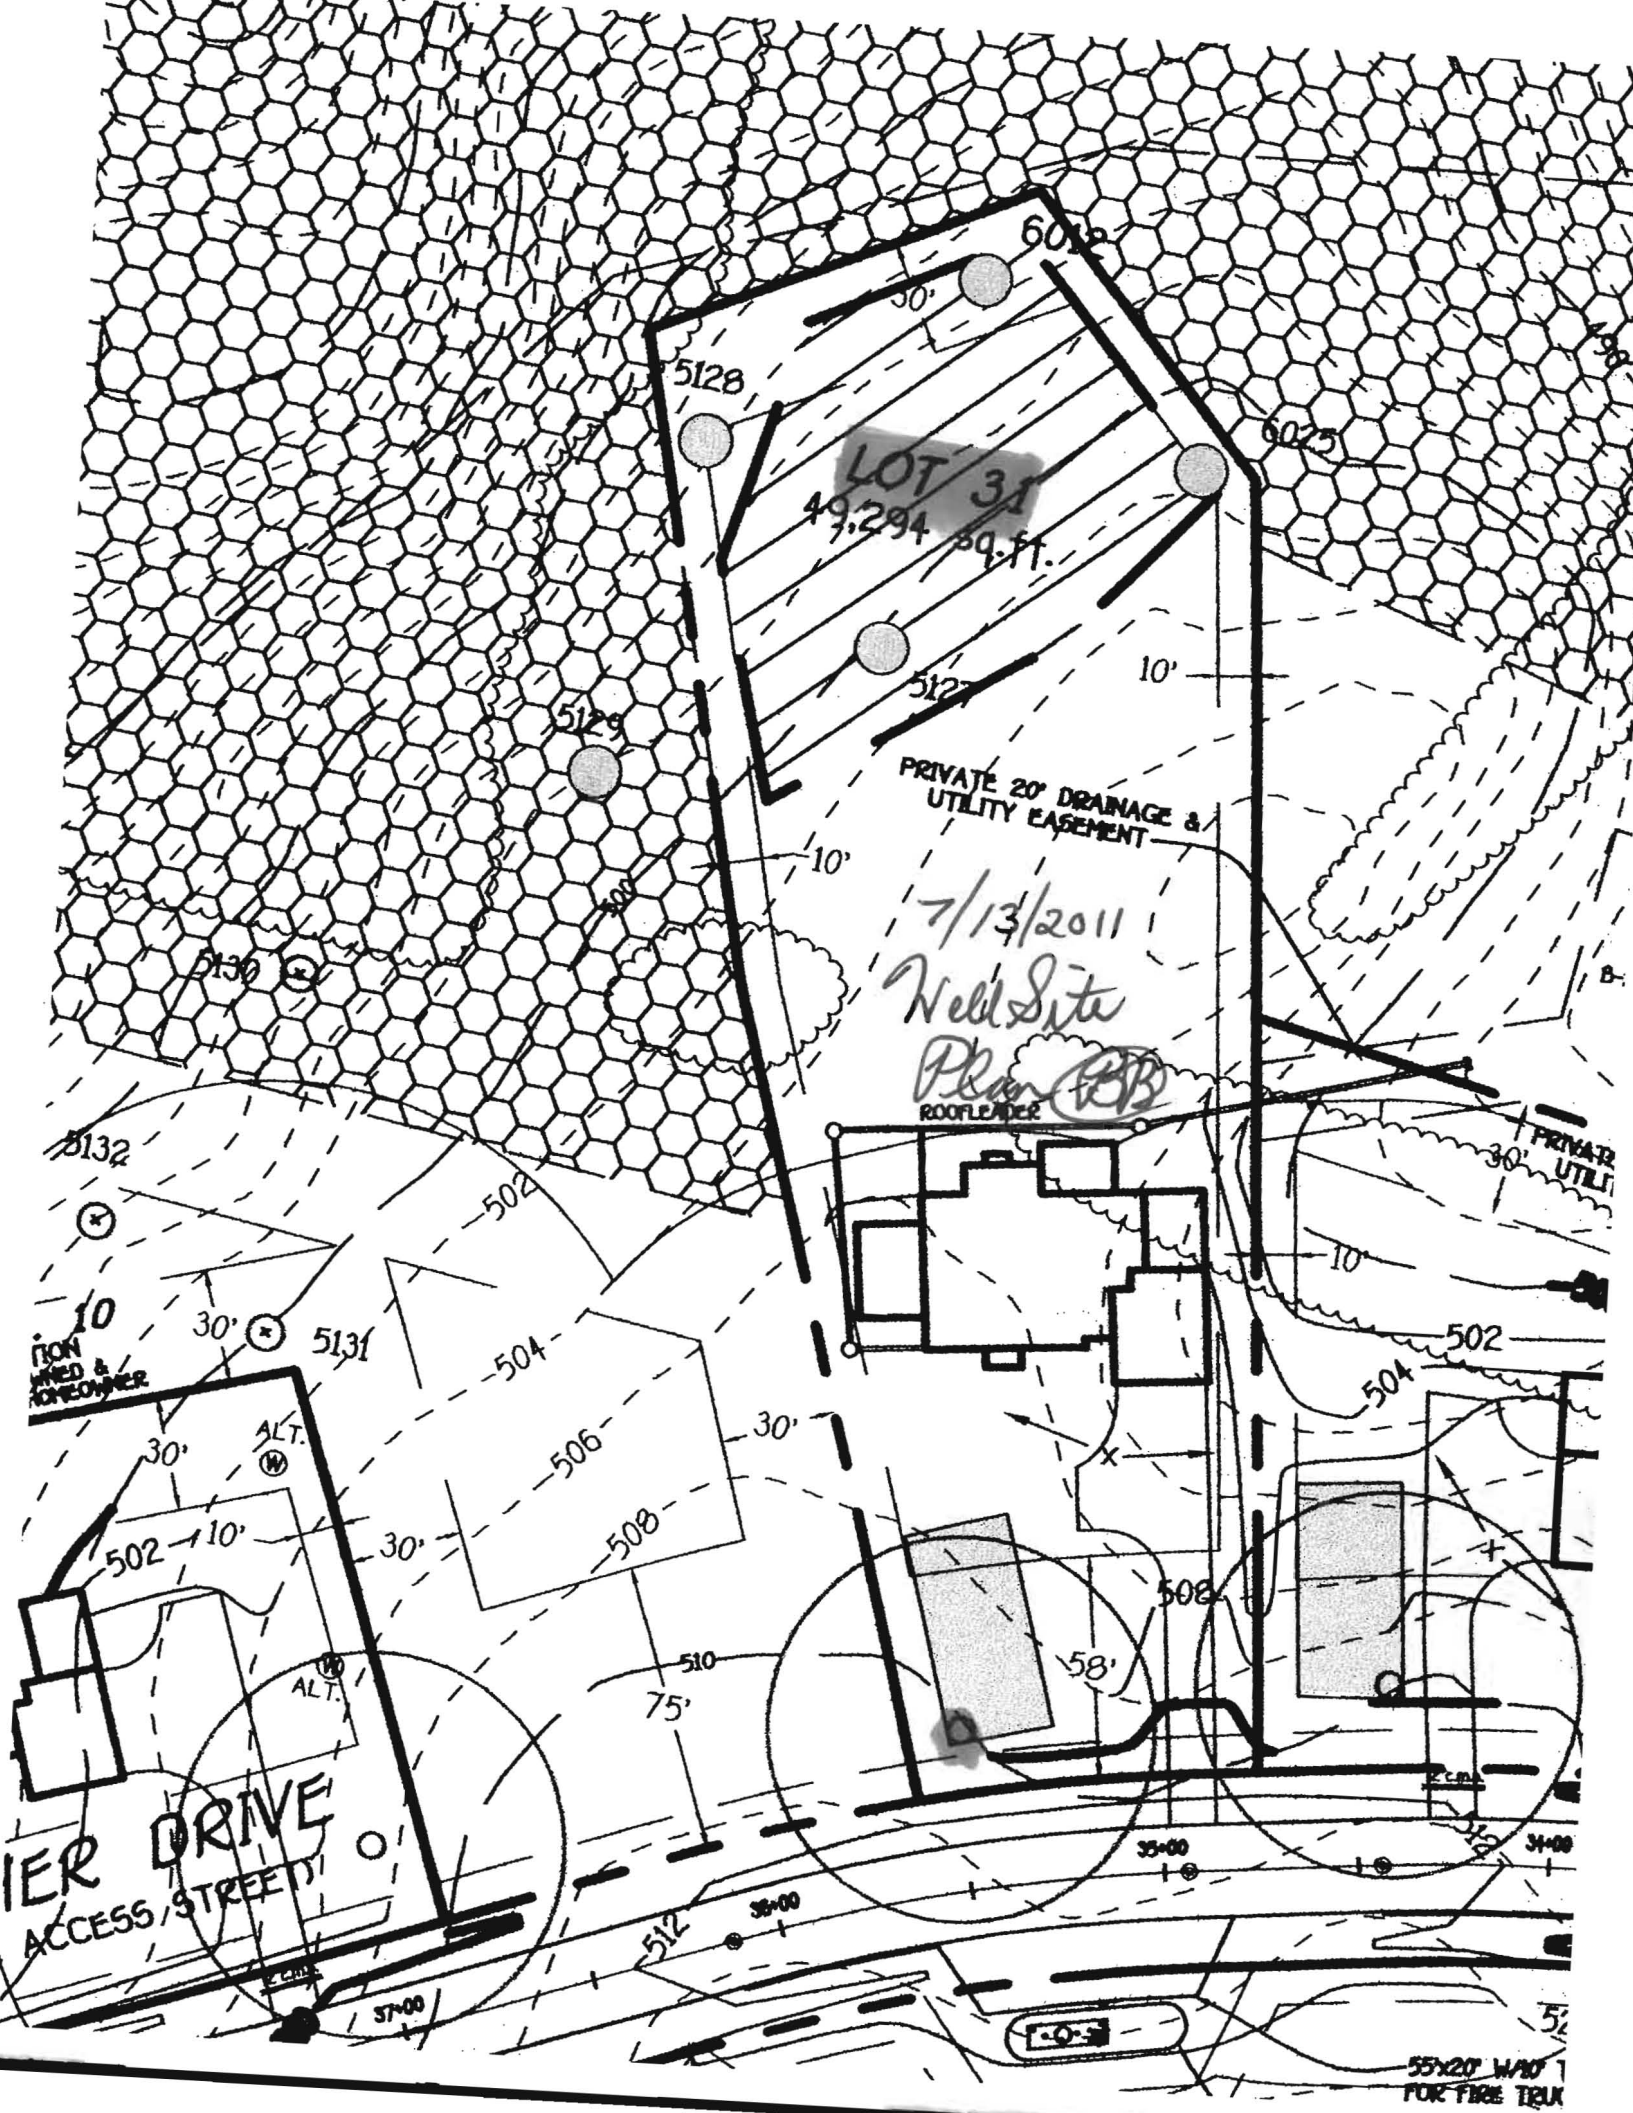 30'
5128
6025
LOT 31
49,294 sq.ft.
5127
10'
5129
PRIVATE 20' DRAINAGE &
UTILITY EASEMENT
10'
500
7/13/2011
5130
Well Site
Plan BB
ROOFLEADER
5132
502
30'
10'
10
30'
5131
502
504
504
WNED &
HOMEOWNER
ALT.
30'
30'
506
W
508
502
10'
30'
508
58'
W
ALT.
510
75'
IER DRIVE
ACCESS STREET)
35+00
34+00
36+00
512
37+00
55'x20' W/10'
FOR FIRE TRUC